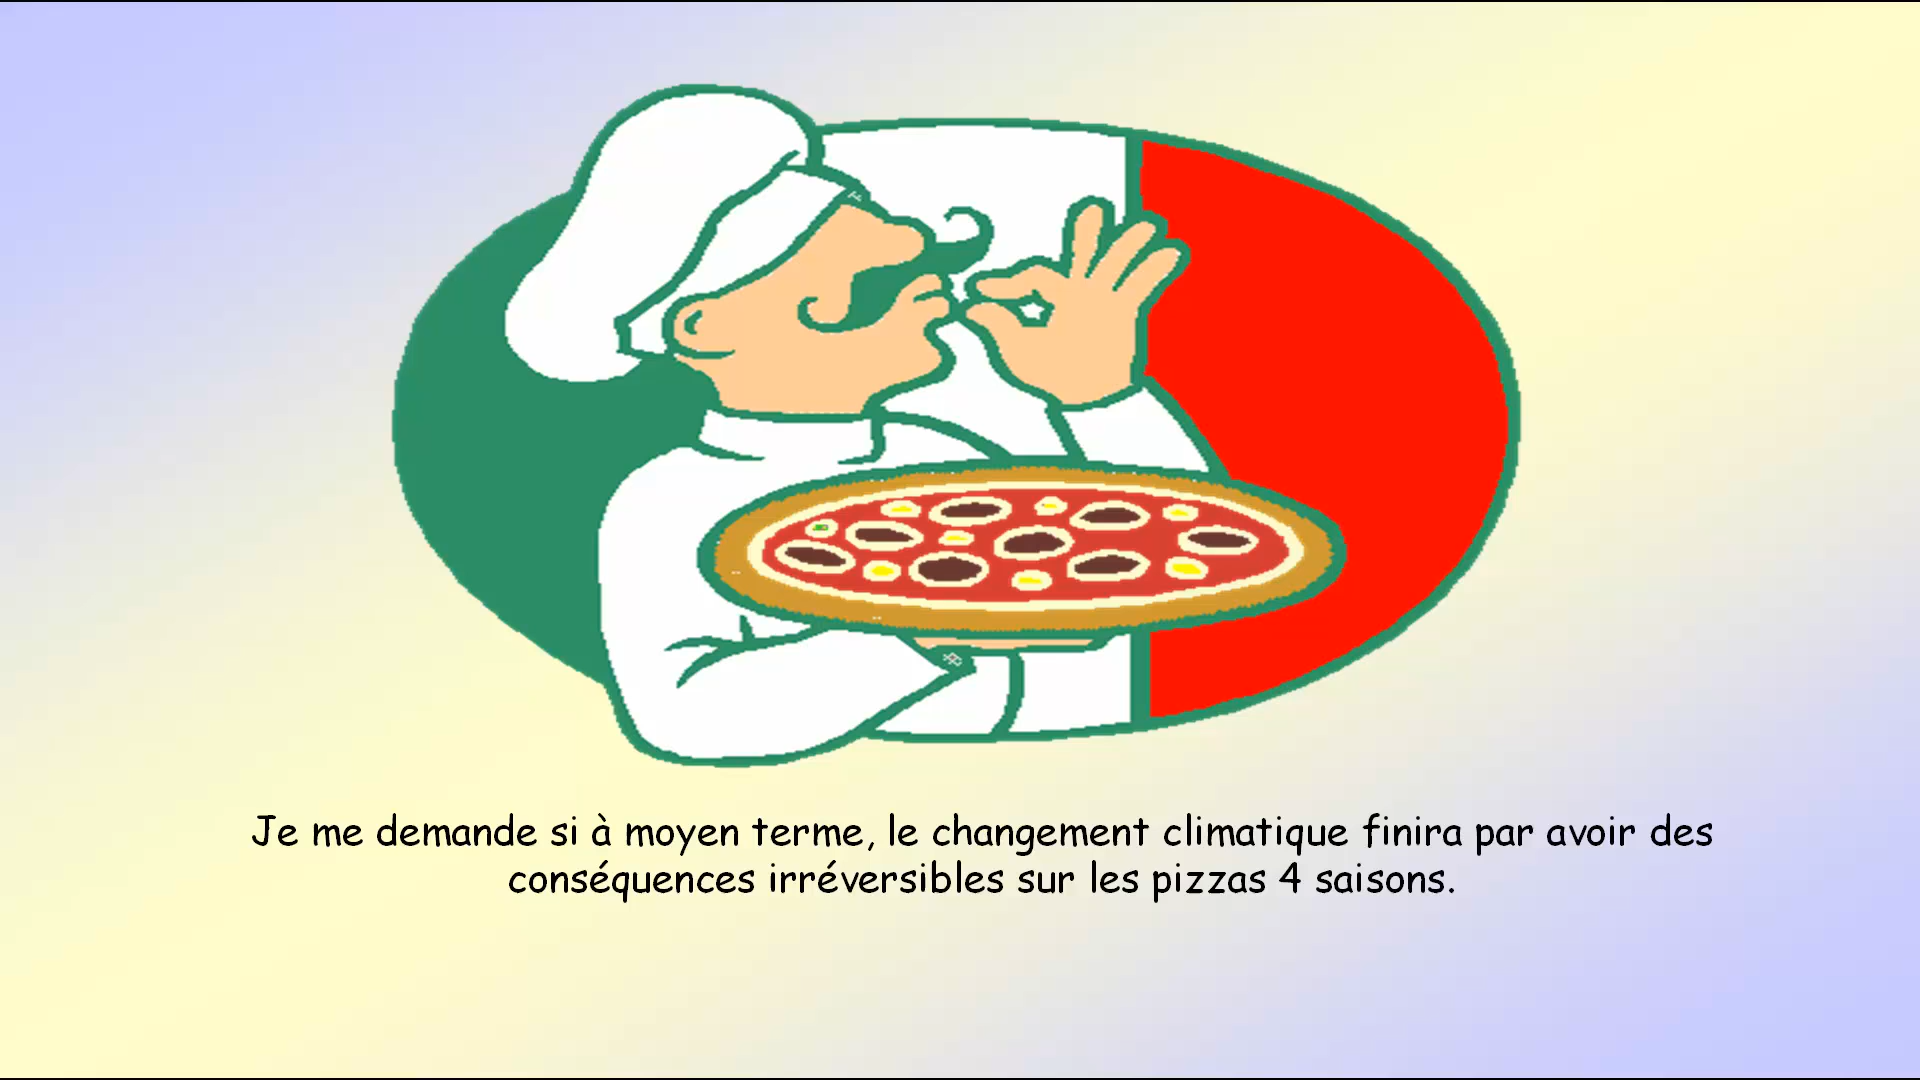 Je me demande si à moyen terme, le changement climatique finira par avoir des
conséquences irréversibles sur les pizzas 4 saisons.